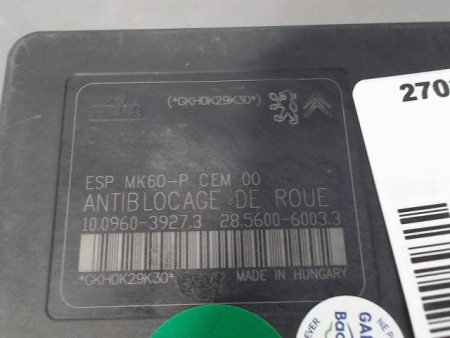 (*GKH0K29K30*)
270
ESP MK60-P CEM 00
ANTIBLOCAGE DE ROUE
10.0960-3927.3 28.5600-6003.3
*GKH0K29K30* MADE IN HUNGARY